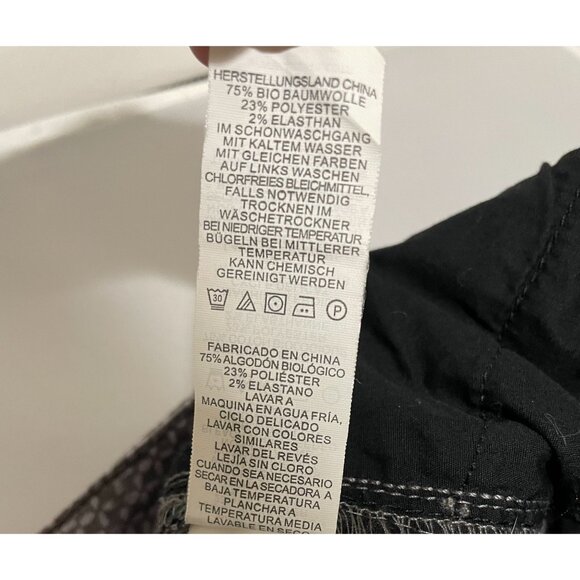 HERSTELLUNGSLAND CHINA
75% BIO BAUMWOLLE
23% POLYESTER
2% ELASTHAN
IM SCHONWASCHGANG
MIT KALTEM WASSER
MIT GLEICHEN FARBEN
AUF LINKS WASCHEN
CHLORFREIES BLEICHMITTEL,
FALLS NOTWENDIG
TROCKNEN IM
WÄSCHETROCKNER
BEI NIEDRIGER TEMPERATUR
BÜGELN BEI MITTLERER
TEMPERATUR
KANN CHEMISCH
GEREINIGT WERDEN
30 P
FABRICADO EN CHINA
75% ALGODÓN BIOLÓGICO
23% POLIÉSTER
2% ELASTANO
LAVAR A
MAQUINA EN AGUA FRÍA,
CICLO DELICADO
LAVAR CON COLORES
SIMILARES
LAVAR DEL REVÉS
LEJÍA SIN CLORO
CUANDO SEA NECESARIO
SECAR EN LA SECADORA A
BAJA TEMPERATURA
PLANCHAR A
TEMPERATURA MEDIA
LAVABLE EN SECO